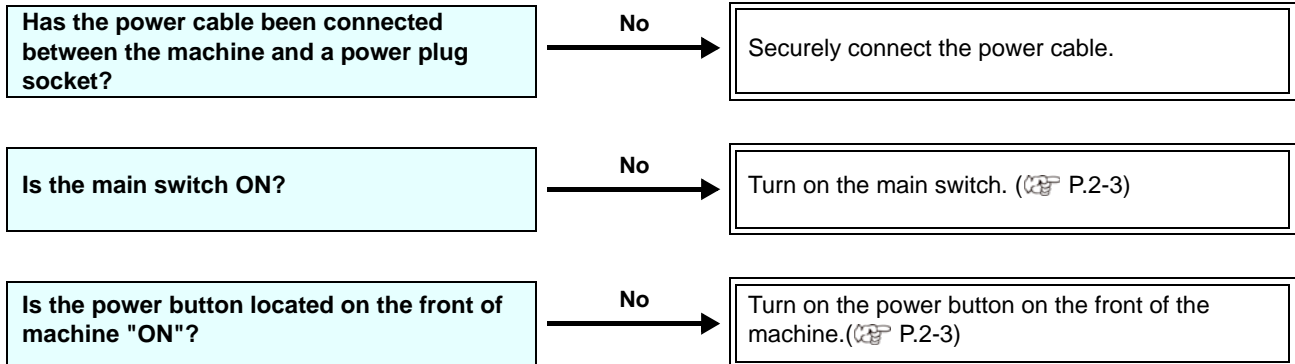 Has the power cable been connected
between the machine and a power plug
socket?
No
Securely connect the power cable.
Is the main switch ON?
No
Turn on the main switch. ( P.2-3)
Is the power button located on the front of
machine "ON"?
No
Turn on the power button on the front of the
machine.( P.2-3)